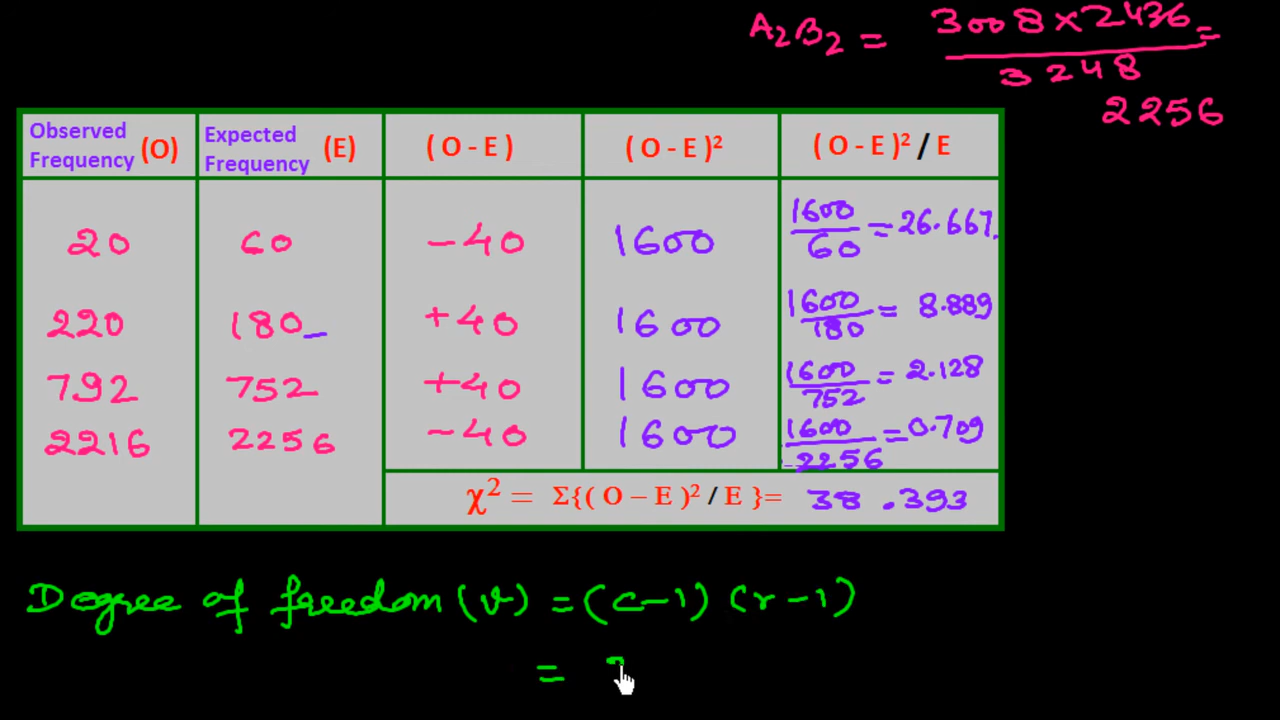 A₂B₂ = 3008 × 2436 =
3248
2256
Observed Frequency (O) Expected Frequency (E) ( O - E ) ( O - E )² ( O - E )² / E
20 60 -40 1600 1600/60 = 26.667.
220 180 +40 1600 1600/180 = 8.889
792 752 +40 1600 1600/752 = 2.128
2216 2256 -40 1600 1600/2256 = 0.709
χ² = Σ{( O – E )² / E }= 38.393
Degree of freedom (ν) = (c-1) (r-1)
=